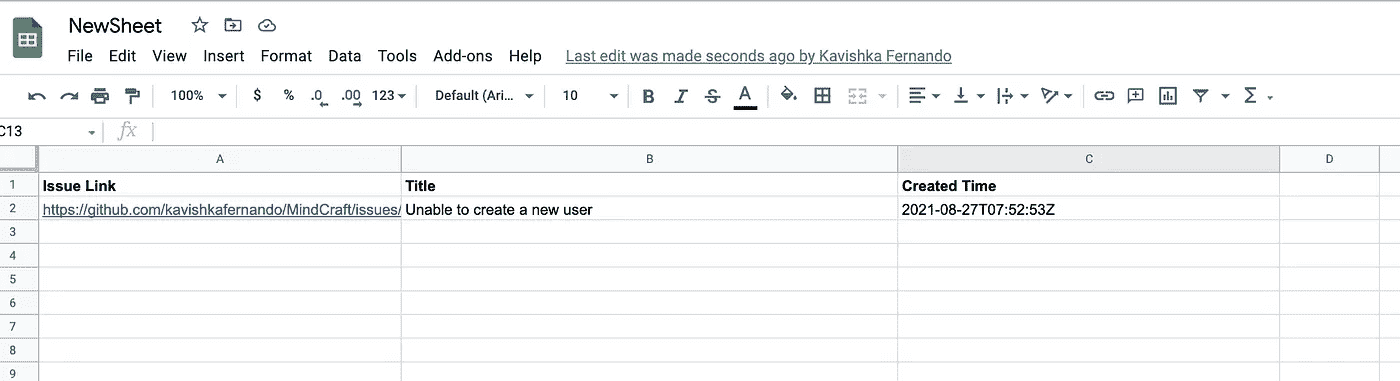 NewSheet
File Edit View Insert Format Data Tools Add-ons Help Last edit was made seconds ago by Kavishka Fernando
100% $ % .0 .00 123 Default (Ari... 10 B I S A Σ
C13 fx
A B C D
1 Issue Link Title Created Time
2 https://github.com/kavishkafernando/MindCraft/issues/ Unable to create a new user 2021-08-27T07:52:53Z
3
4
5
6
7
8
9